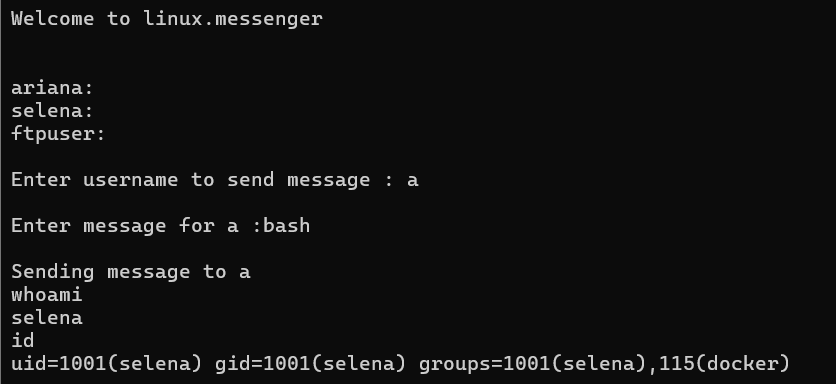 Welcome to linux.messenger
ariana:
selena:
ftpuser:
Enter username to send message : a
Enter message for a :bash
Sending message to a
whoami
selena
id
uid=1001(selena) gid=1001(selena) groups=1001(selena),115(docker)